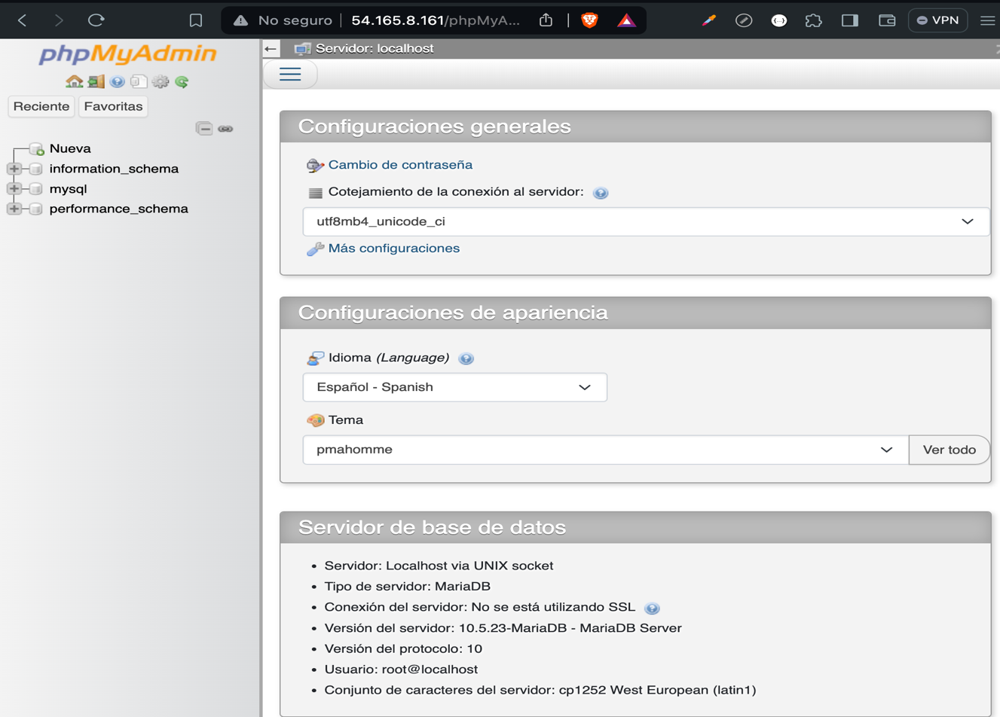 No seguro
54.165.8.161/phpMyA...
VPN
phpMyAdmin
Reciente
Favoritas
Nueva
information_schema
mysql
performance_schema
Servidor: localhost
Configuraciones generales
Cambio de contraseña
Cotejamiento de la conexión al servidor:
utf8mb4_unicode_ci
Más configuraciones
Configuraciones de apariencia
Idioma (Language)
Español - Spanish
Tema
pmahomme
Ver todo
Servidor de base de datos
• Servidor: Localhost via UNIX socket
• Tipo de servidor: MariaDB
• Conexión del servidor: No se está utilizando SSL
• Versión del servidor: 10.5.23-MariaDB - MariaDB Server
• Versión del protocolo: 10
• Usuario: root@localhost
• Conjunto de caracteres del servidor: cp1252 West European (latin1)